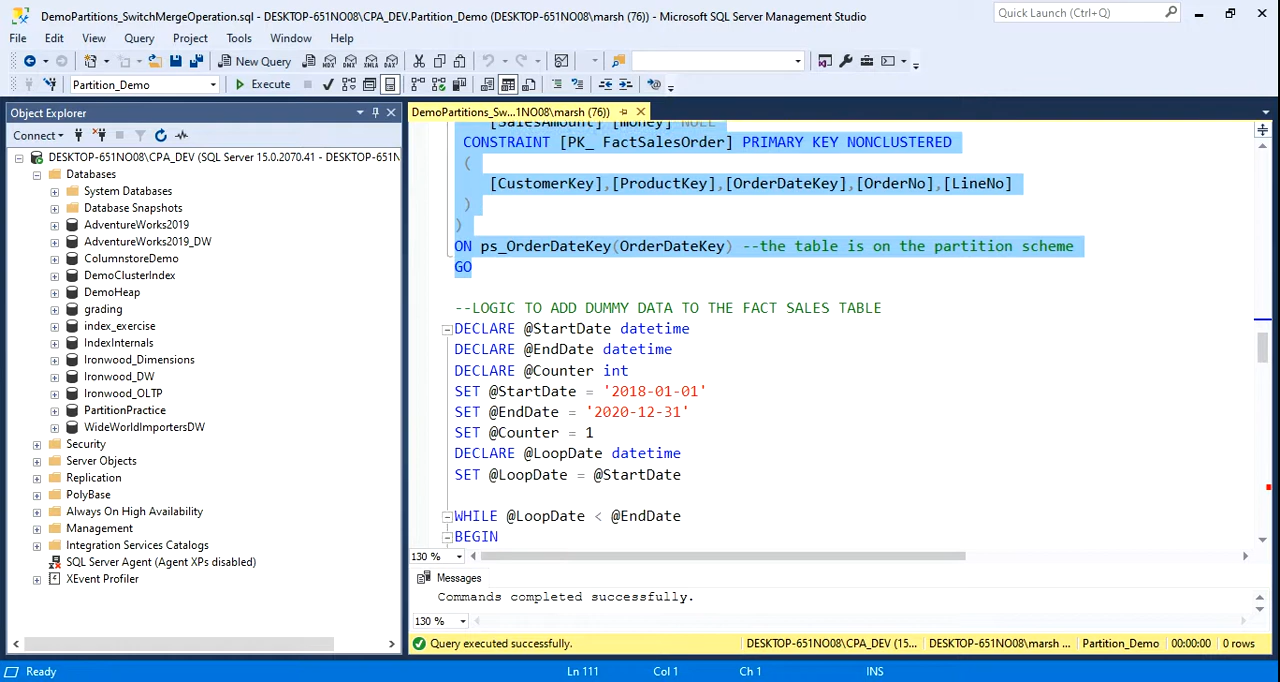 DemoPartitions_SwitchMergeOperation.sql - DESKTOP-651NO08\CPA_DEV.Partition_Demo (DESKTOP-651NO08\marsh (76)) - Microsoft SQL Server Management Studio
Quick Launch (Ctrl+Q)
File Edit View Query Project Tools Window Help
New Query
MDX DMX XMLA DAX
Partition_Demo
Execute
Object Explorer
DemoPartitions_Sw...1NO08\marsh (76))
Connect
DESKTOP-651NO08\CPA_DEV (SQL Server 15.0.2070.41 - DESKTOP-651N
Databases
System Databases
Database Snapshots
AdventureWorks2019
AdventureWorks2019_DW
ColumnstoreDemo
DemoClusterIndex
DemoHeap
grading
index_exercise
IndexInternals
Ironwood_Dimensions
Ironwood_DW
Ironwood_OLTP
PartitionPractice
WideWorldImportersDW
Security
Server Objects
Replication
PolyBase
Always On High Availability
Management
Integration Services Catalogs
SQL Server Agent (Agent XPs disabled)
XEvent Profiler
[SalesAmount] [money] NULL
CONSTRAINT [PK_ FactSalesOrder] PRIMARY KEY NONCLUSTERED
(
[CustomerKey],[ProductKey],[OrderDateKey],[OrderNo],[LineNo]
)
)
ON ps_OrderDateKey(OrderDateKey) --the table is on the partition scheme
GO
--LOGIC TO ADD DUMMY DATA TO THE FACT SALES TABLE
DECLARE @StartDate datetime
DECLARE @EndDate datetime
DECLARE @Counter int
SET @StartDate = '2018-01-01'
SET @EndDate = '2020-12-31'
SET @Counter = 1
DECLARE @LoopDate datetime
SET @LoopDate = @StartDate
WHILE @LoopDate < @EndDate
BEGIN
130 %
Messages
Commands completed successfully.
130 %
Query executed successfully.
DESKTOP-651NO08\CPA_DEV (15... DESKTOP-651NO08\marsh ... Partition_Demo 00:00:00 0 rows
Ready Ln 111 Col 1 Ch 1 INS